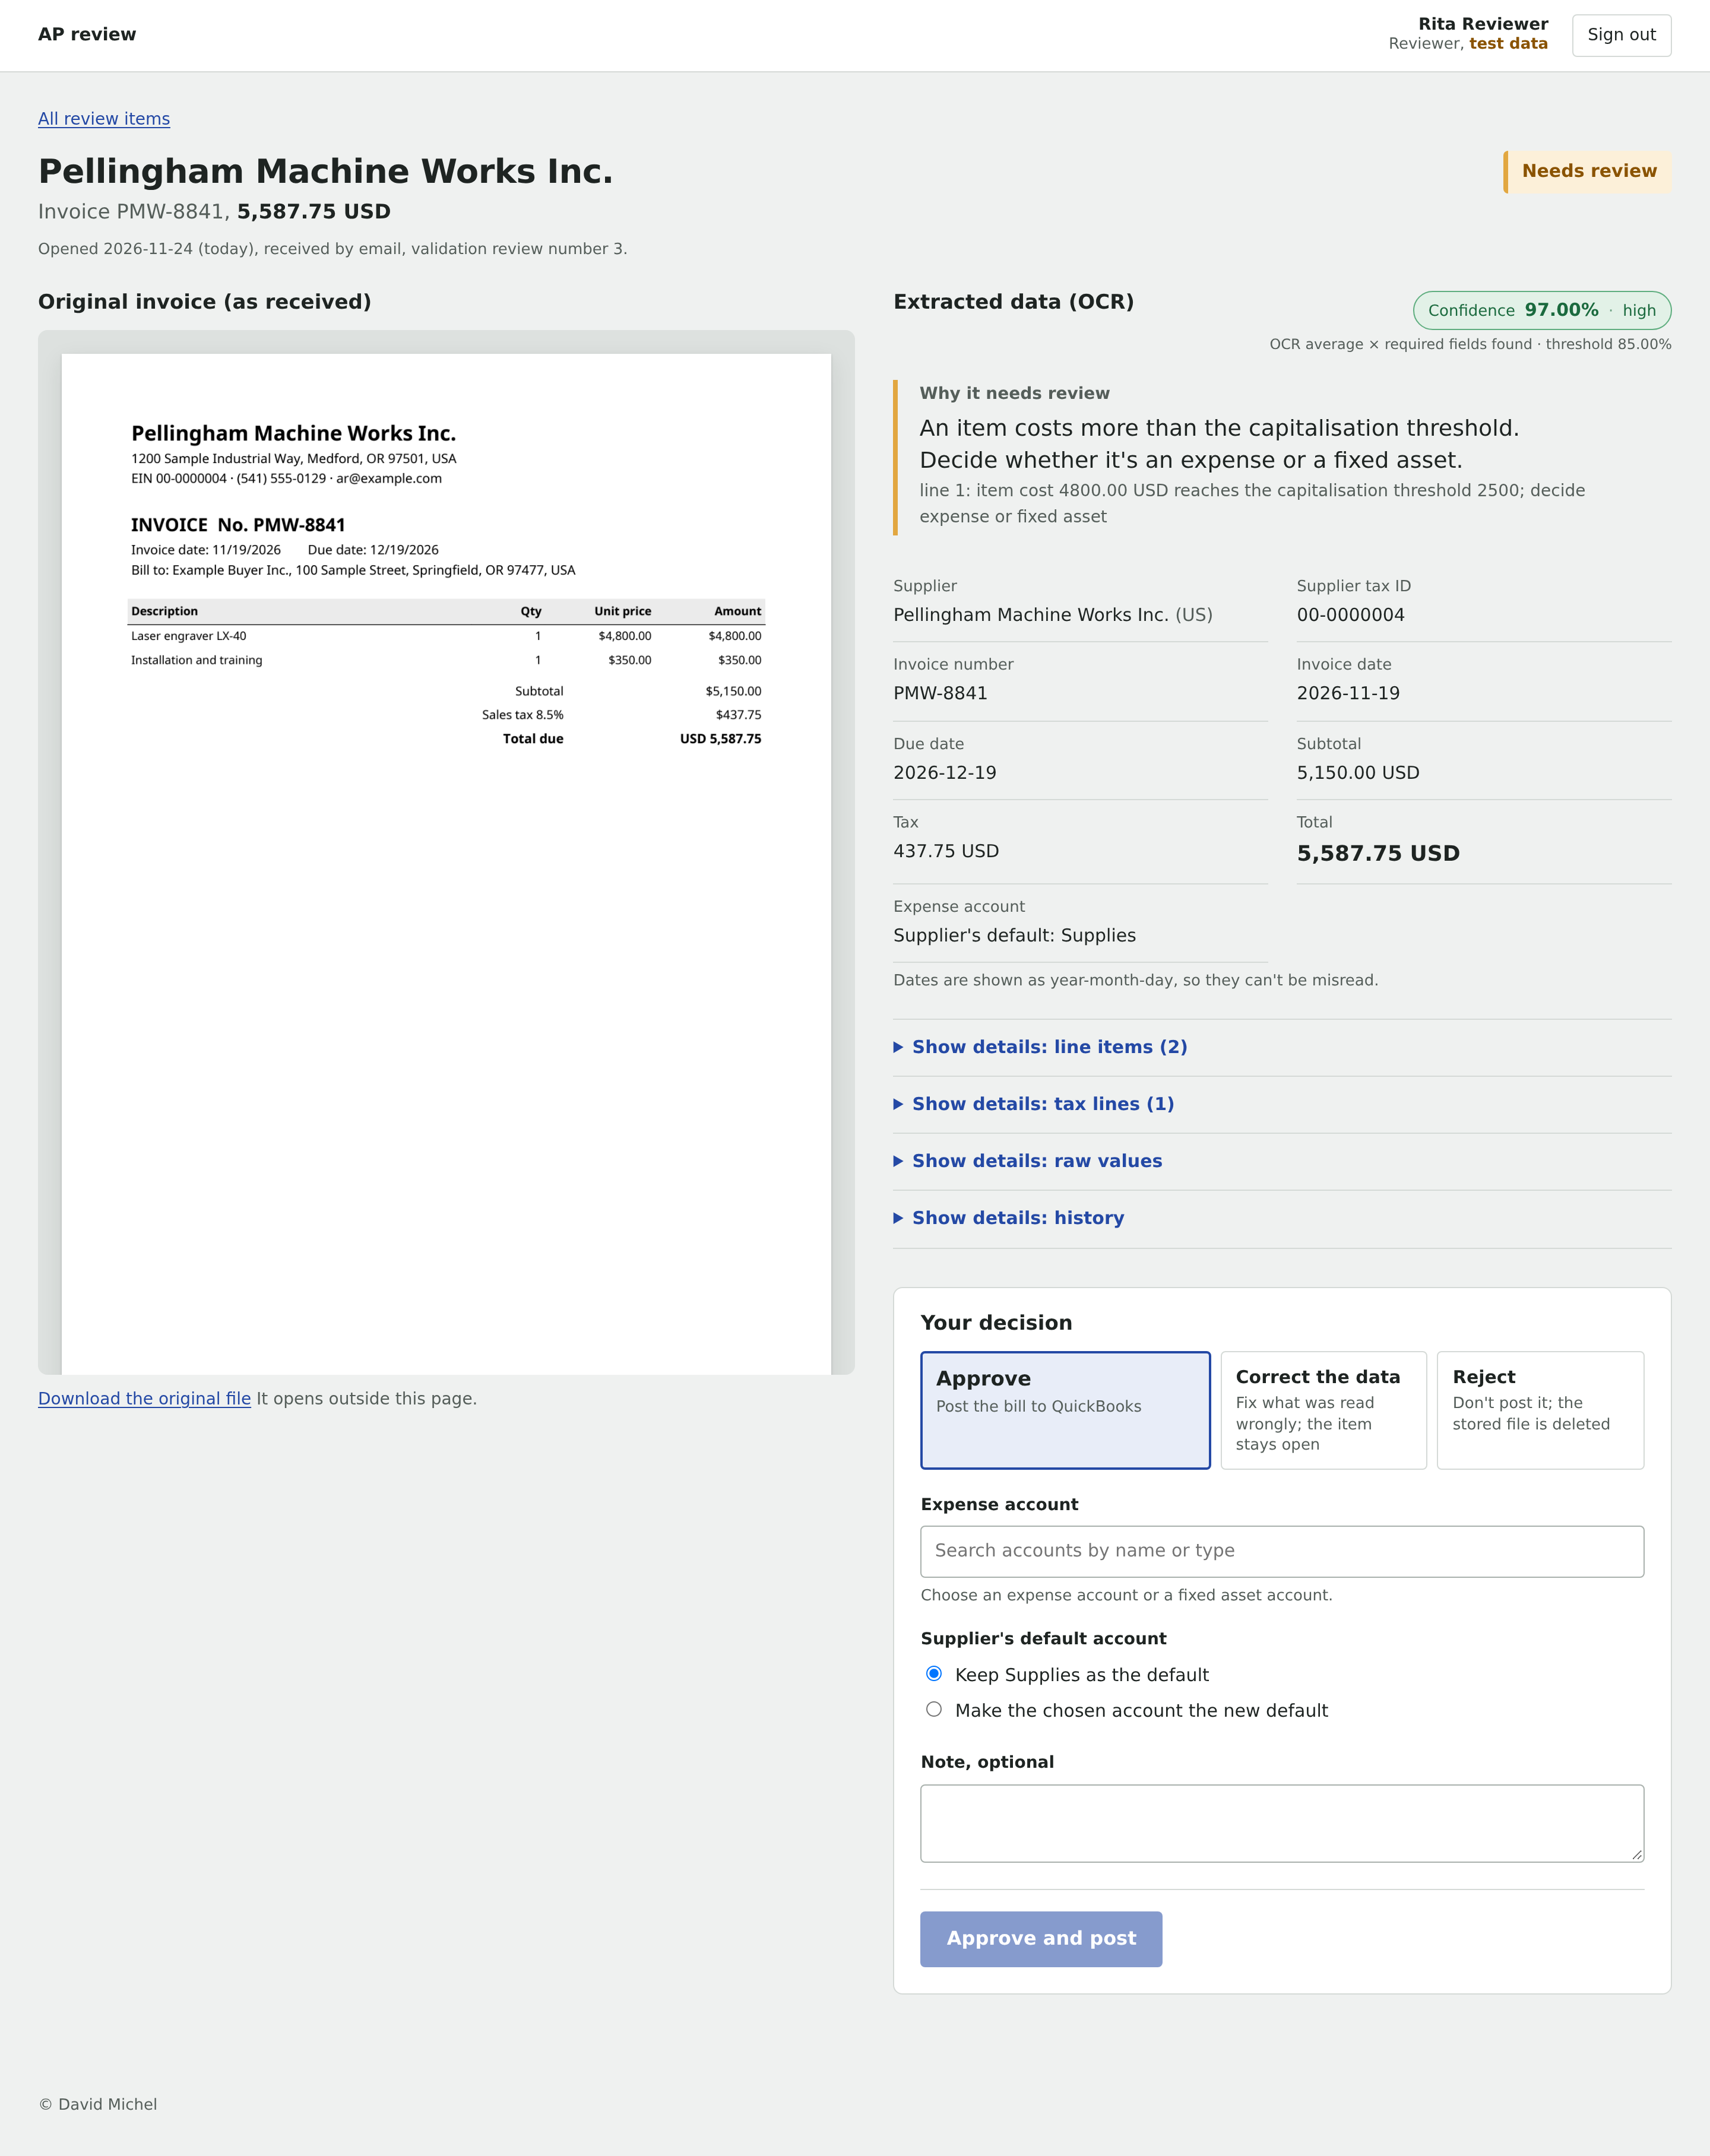 AP review
Rita Reviewer
Reviewer, test data
Sign out
All review items
Pellingham Machine Works Inc.
Needs review
Invoice PMW-8841, 5,587.75 USD
Opened 2026-11-24 (today), received by email, validation review number 3.
Original invoice (as received)
Pellingham Machine Works Inc.
1200 Sample Industrial Way, Medford, OR 97501, USA
EIN 00-0000004 · (541) 555-0129 · ar@example.com
INVOICE No. PMW-8841
Invoice date: 11/19/2026 Due date: 12/19/2026
Bill to: Example Buyer Inc., 100 Sample Street, Springfield, OR 97477, USA
Description Qty Unit price Amount
Laser engraver LX-40 1 $4,800.00 $4,800.00
Installation and training 1 $350.00 $350.00
Subtotal $5,150.00
Sales tax 8.5% $437.75
Total due USD 5,587.75
Download the original file It opens outside this page.
Extracted data (OCR)
Confidence 97.00% · high
OCR average × required fields found · threshold 85.00%
Why it needs review
An item costs more than the capitalisation threshold.
Decide whether it's an expense or a fixed asset.
line 1: item cost 4800.00 USD reaches the capitalisation threshold 2500; decide
expense or fixed asset
Supplier Supplier tax ID
Pellingham Machine Works Inc. (US) 00-0000004
Invoice number Invoice date
PMW-8841 2026-11-19
Due date Subtotal
2026-12-19 5,150.00 USD
Tax Total
437.75 USD 5,587.75 USD
Expense account
Supplier's default: Supplies
Dates are shown as year-month-day, so they can't be misread.
Show details: line items (2)
Show details: tax lines (1)
Show details: raw values
Show details: history
Your decision
Approve
Post the bill to QuickBooks
Correct the data
Fix what was read
wrongly; the item
stays open
Reject
Don't post it; the
stored file is deleted
Expense account
Search accounts by name or type
Choose an expense account or a fixed asset account.
Supplier's default account
Keep Supplies as the default
Make the chosen account the new default
Note, optional
Approve and post
© David Michel